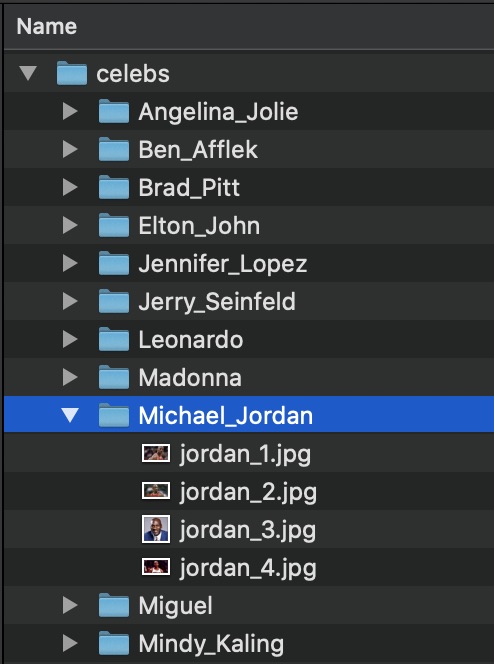 Name
celebs
Angelina_Jolie
Ben_Afflek
Brad_Pitt
Elton_John
Jennifer_Lopez
Jerry_Seinfeld
Leonardo
Madonna
Michael_Jordan
jordan_1.jpg
jordan_2.jpg
jordan_3.jpg
jordan_4.jpg
Miguel
Mindy_Kaling